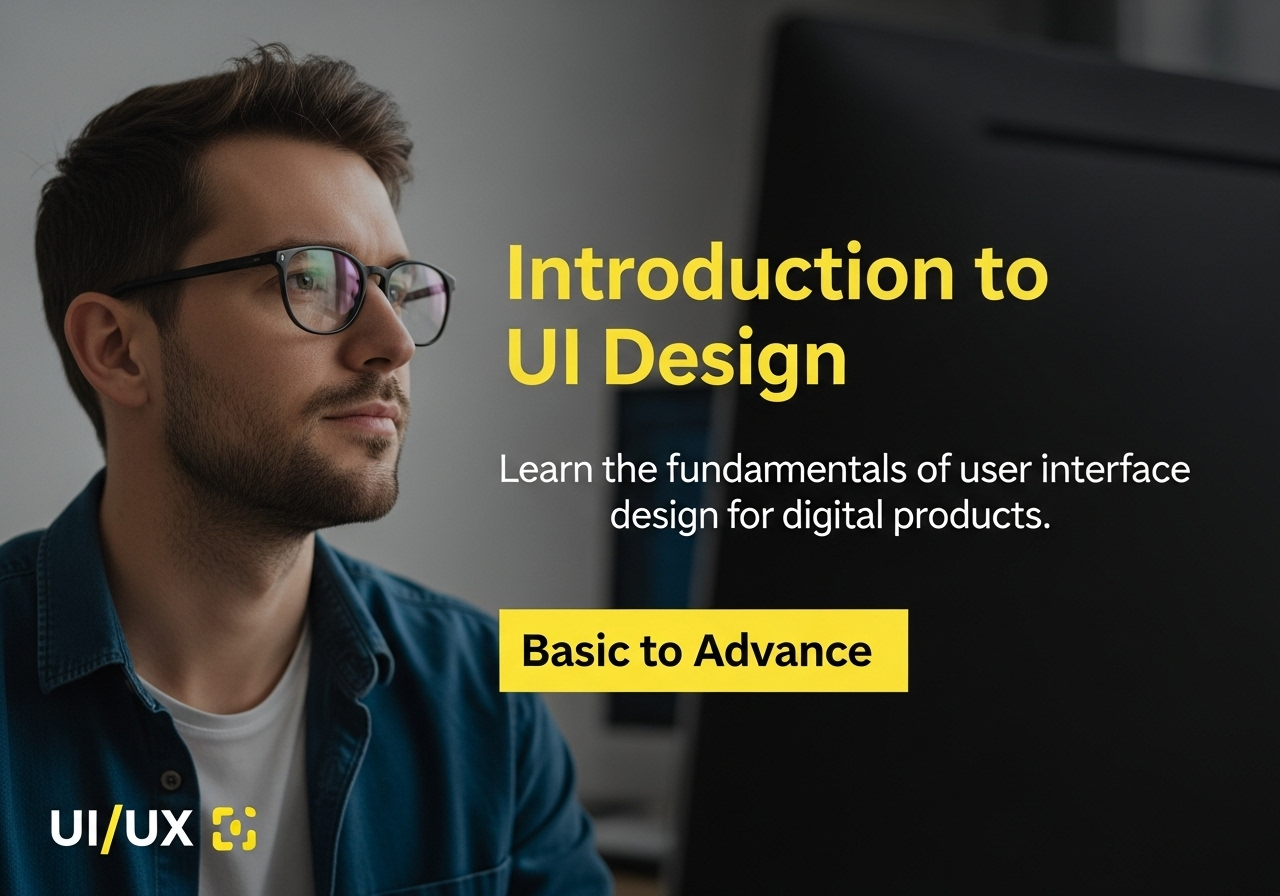 Introduction to
UI Design
Learn the fundamentals of user interface
design for digital products.
Basic to Advance
UI/UX